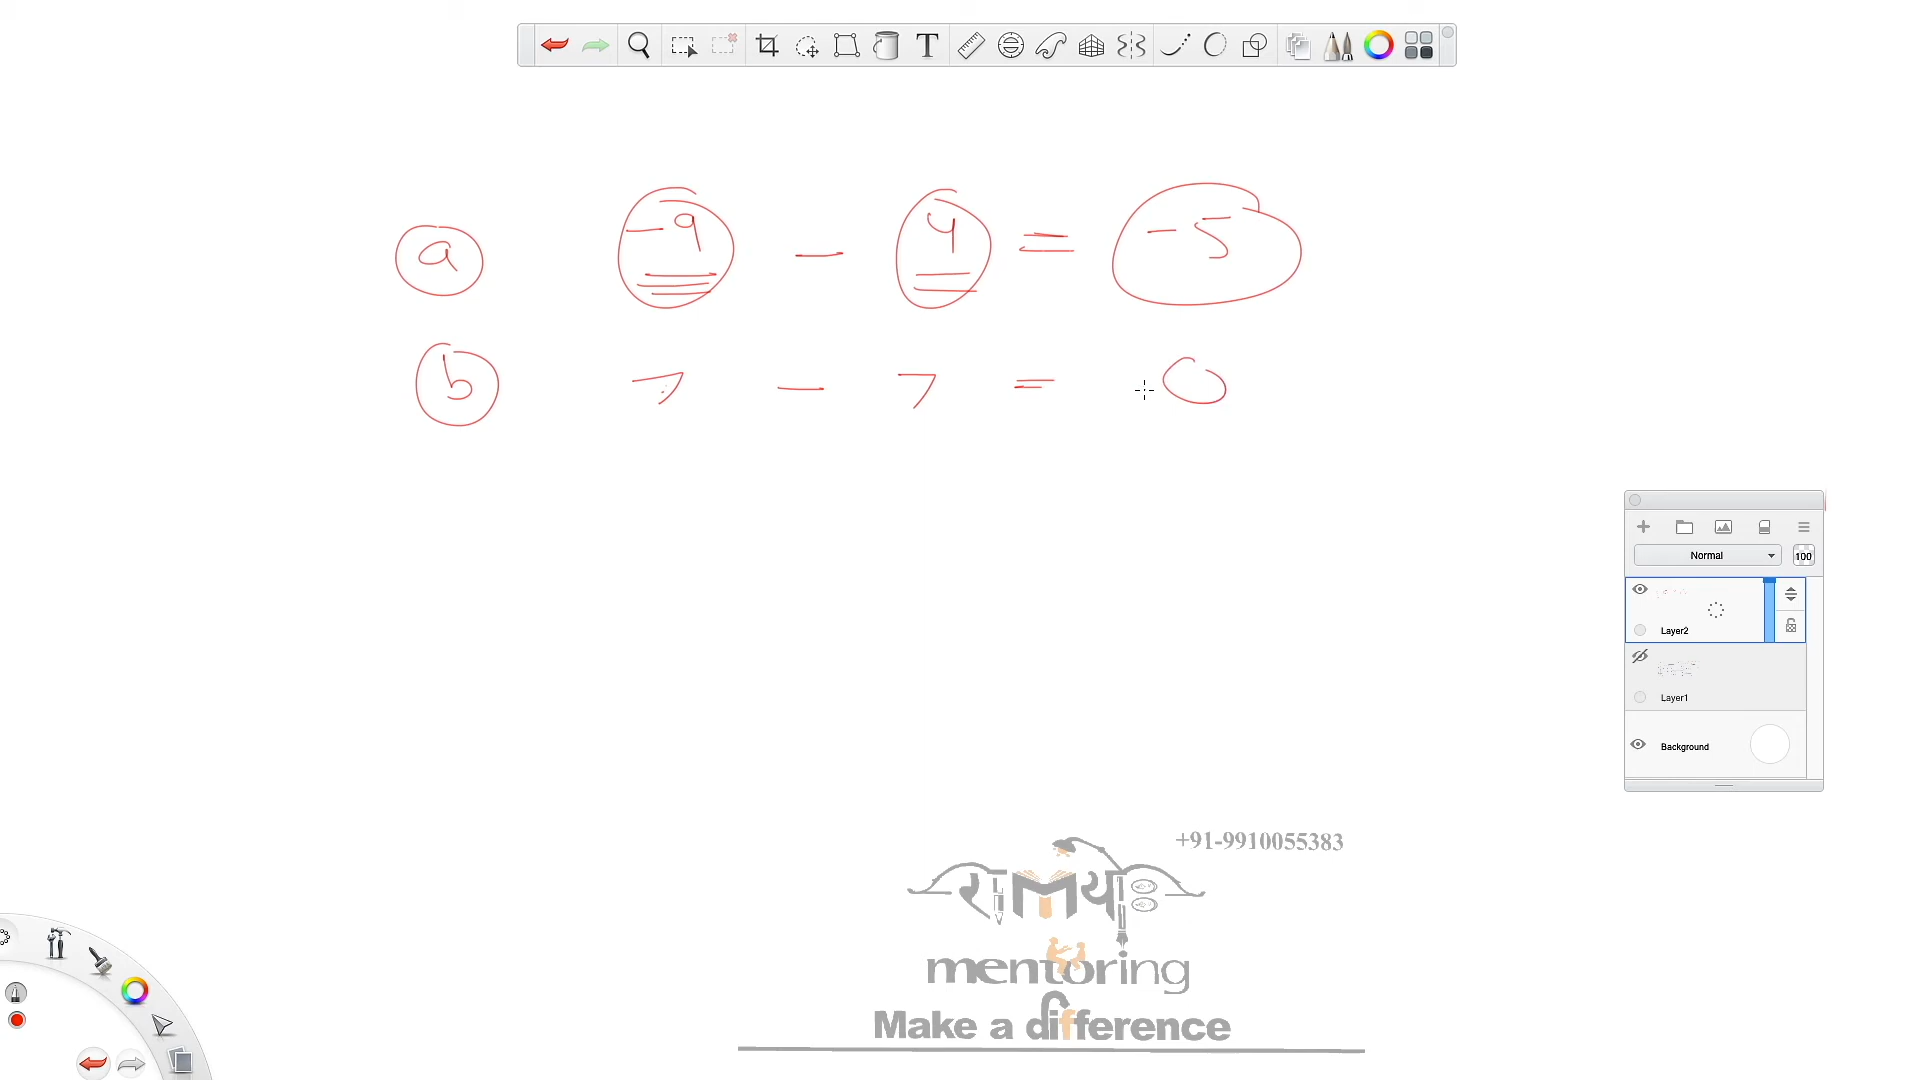 a -9 - 4 = -5
b 7 - 7 = 0
Normal 100
Layer2
Layer1
Background
+91-9910055383
रामया
mentoring
Make a difference